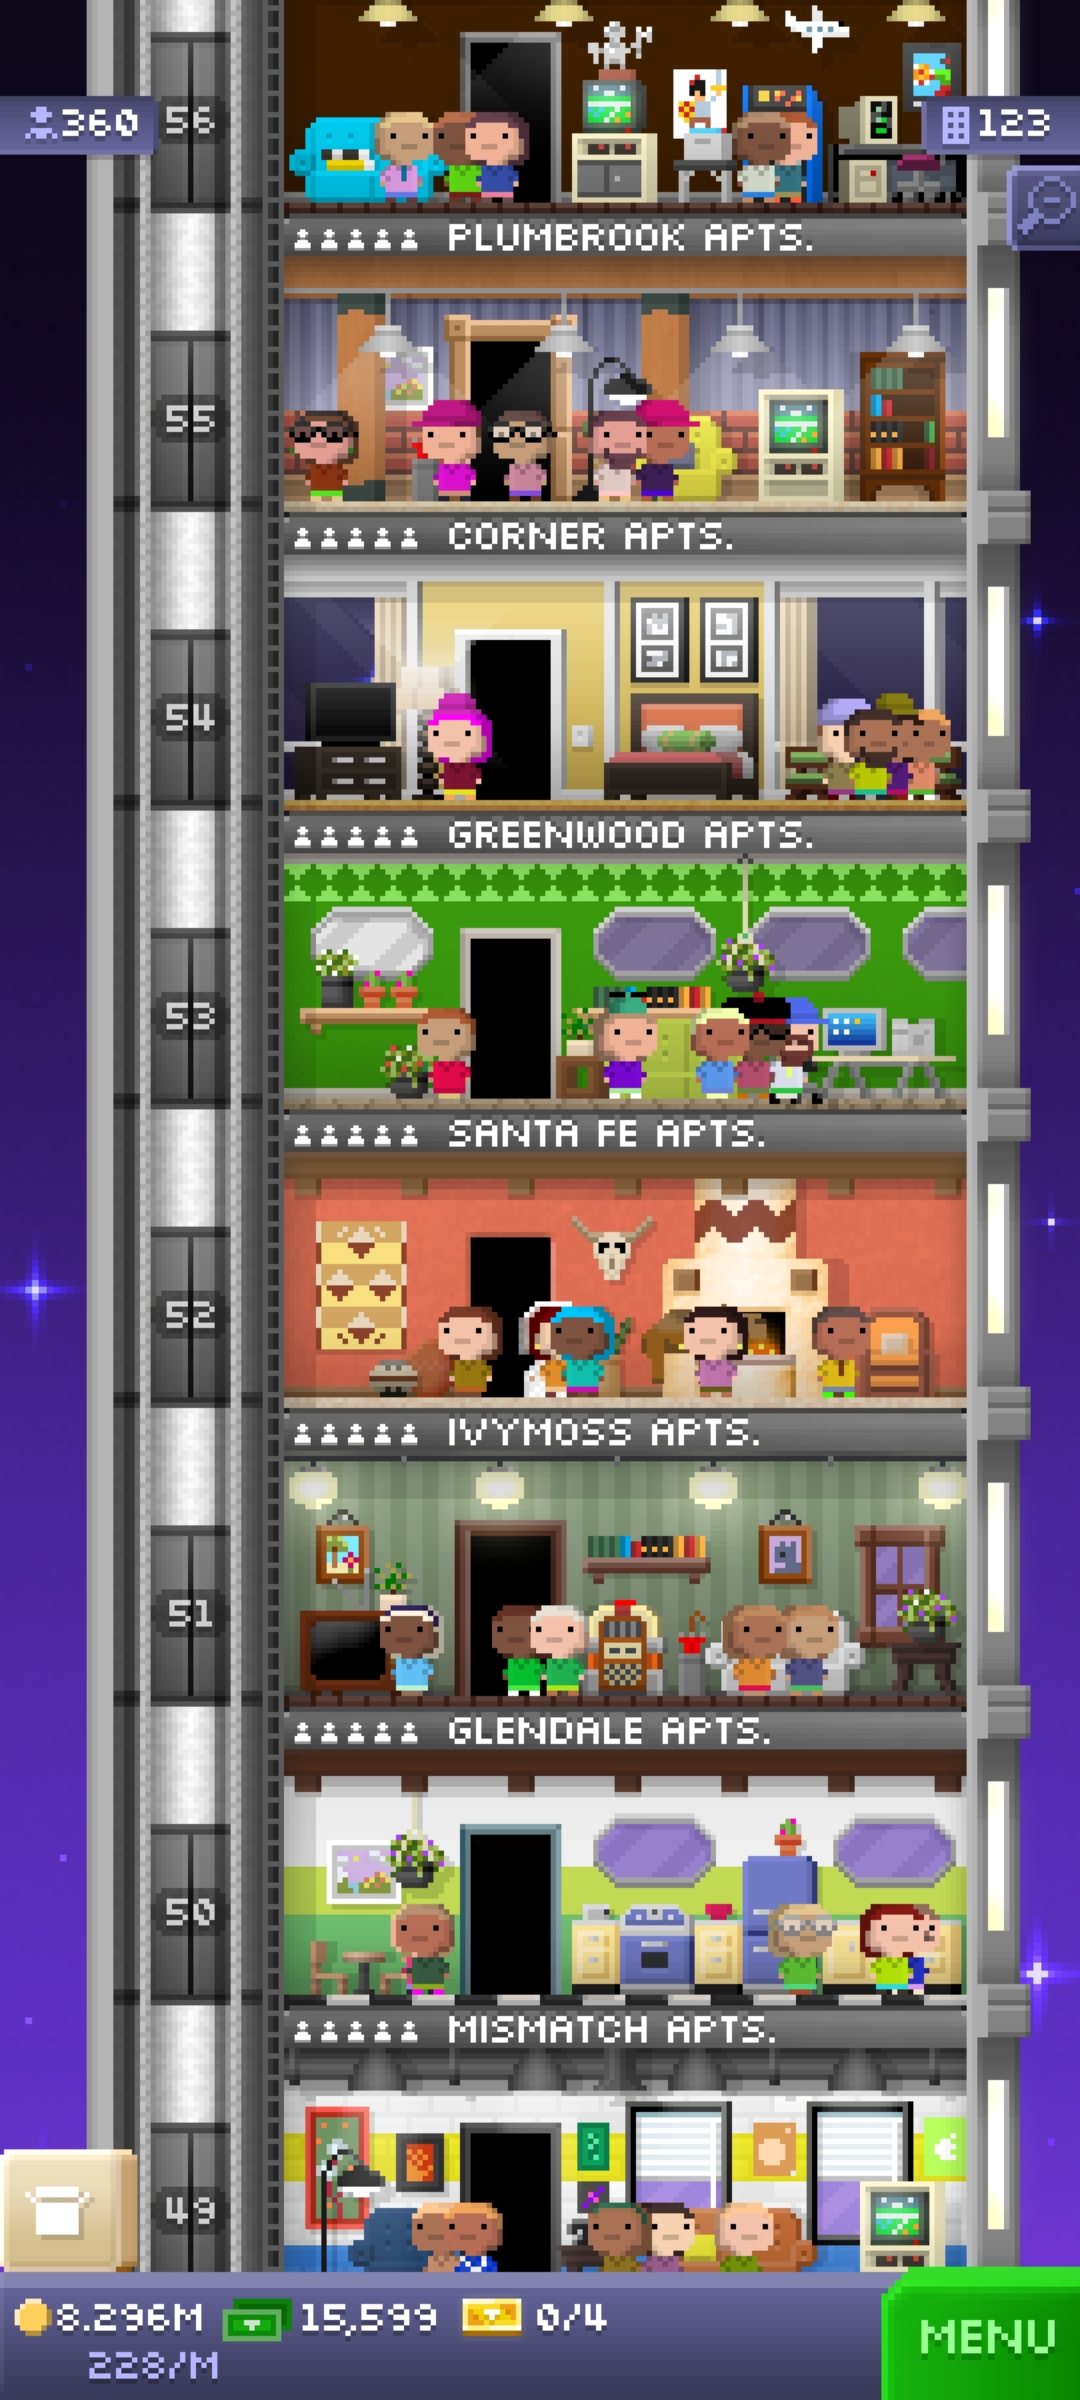 56
360
123
PLUMBROOK APTS.
55
CORNER APTS.
54
GREENWOOD APTS.
53
SANTA FE APTS.
52
IVYMOSS APTS.
51
GLENDALE APTS.
50
MISMATCH APTS.
49
8.296M 15,599 0/4
228/M
MENU